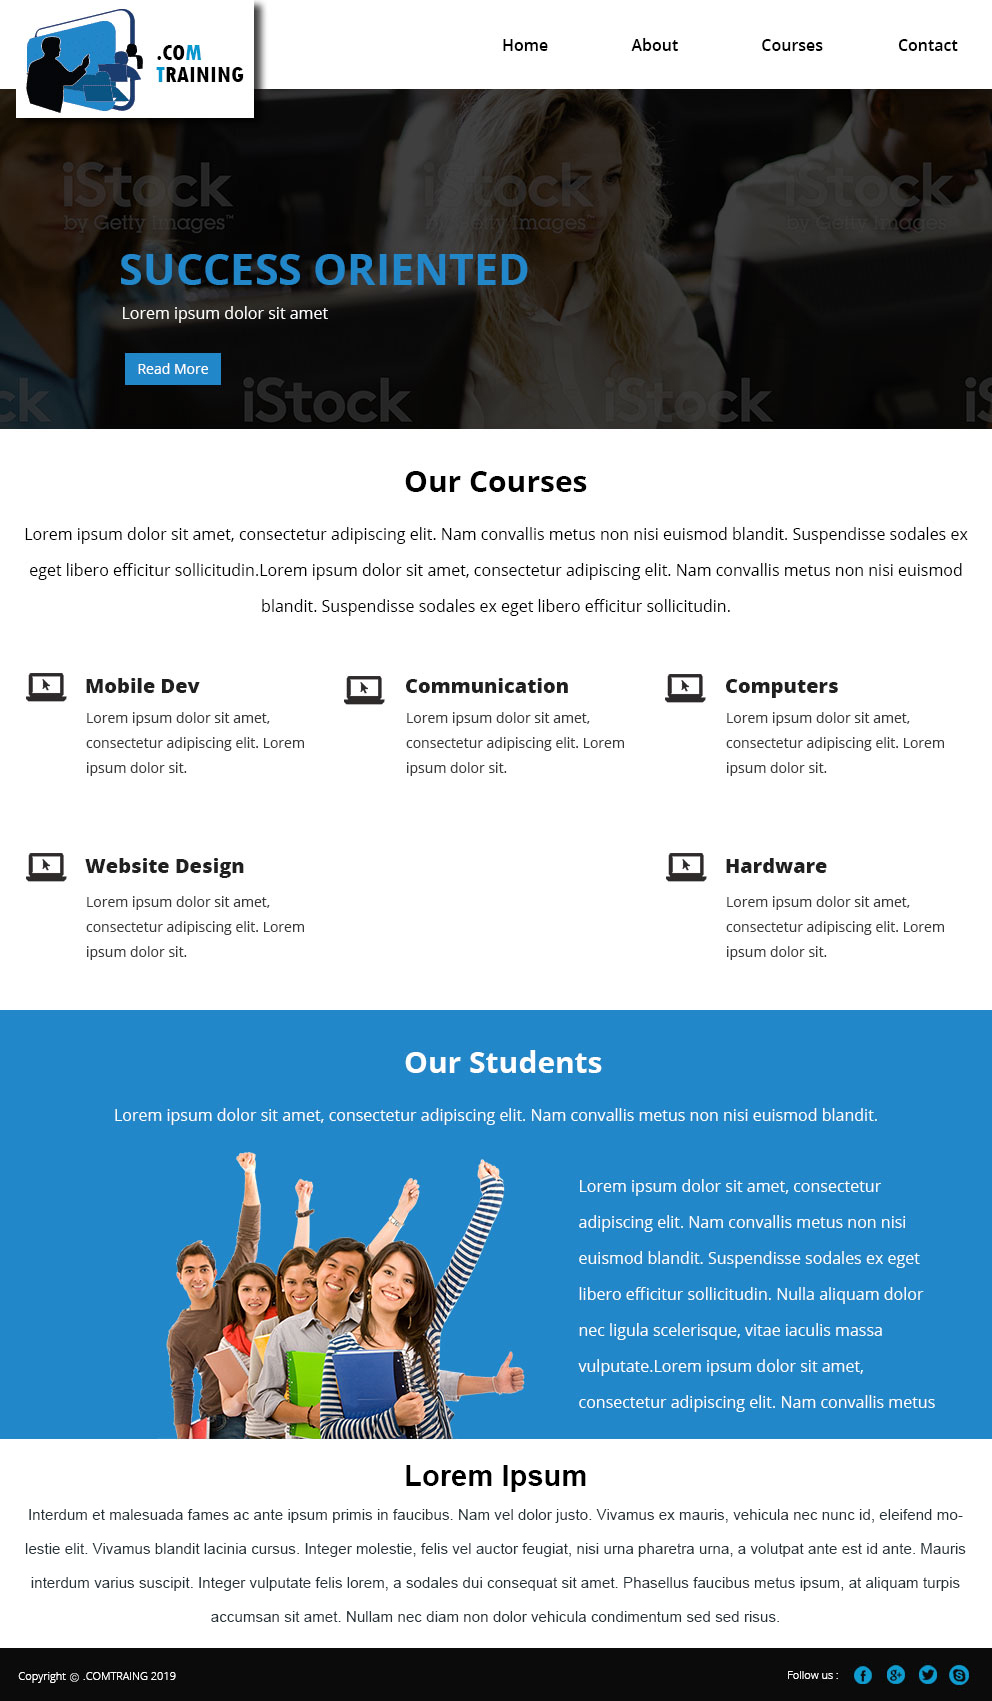 .COM
TRAINING
Home
About
Courses
Contact
iStock
by Getty Images™
iStock
by Getty Images™
iStock
by Getty Images
SUCCESS ORIENTED
Lorem ipsum dolor sit amet
Read More
ck
iStock
iStock
iS
Our Courses
Lorem ipsum dolor sit amet, consectetur adipiscing elit. Nam convallis metus non nisi euismod blandit. Suspendisse sodales ex
eget libero efficitur sollicitudin.Lorem ipsum dolor sit amet, consectetur adipiscing elit. Nam convallis metus non nisi euismod
blandit. Suspendisse sodales ex eget libero efficitur sollicitudin.
Mobile Dev
Lorem ipsum dolor sit amet,
consectetur adipiscing elit. Lorem
ipsum dolor sit.
Communication
Lorem ipsum dolor sit amet,
consectetur adipiscing elit. Lorem
ipsum dolor sit.
Computers
Lorem ipsum dolor sit amet,
consectetur adipiscing elit. Lorem
ipsum dolor sit.
Website Design
Lorem ipsum dolor sit amet,
consectetur adipiscing elit. Lorem
ipsum dolor sit.
Hardware
Lorem ipsum dolor sit amet,
consectetur adipiscing elit. Lorem
ipsum dolor sit.
Our Students
Lorem ipsum dolor sit amet, consectetur adipiscing elit. Nam convallis metus non nisi euismod blandit.
Lorem ipsum dolor sit amet, consectetur
adipiscing elit. Nam convallis metus non nisi
euismod blandit. Suspendisse sodales ex eget
libero efficitur sollicitudin. Nulla aliquam dolor
nec ligula scelerisque, vitae iaculis massa
vulputate.Lorem ipsum dolor sit amet,
consectetur adipiscing elit. Nam convallis metus
Lorem Ipsum
Interdum et malesuada fames ac ante ipsum primis in faucibus. Nam vel dolor justo. Vivamus ex mauris, vehicula nec nunc id, eleifend mo-
lestie elit. Vivamus blandit lacinia cursus. Integer molestie, felis vel auctor feugiat, nisi urna pharetra urna, a volutpat ante est id ante. Mauris
interdum varius suscipit. Integer vulputate felis lorem, a sodales dui consequat sit amet. Phasellus faucibus metus ipsum, at aliquam turpis
accumsan sit amet. Nullam nec diam non dolor vehicula condimentum sed sed risus.
Copyright © .COMTRAING 2019
Follow us :